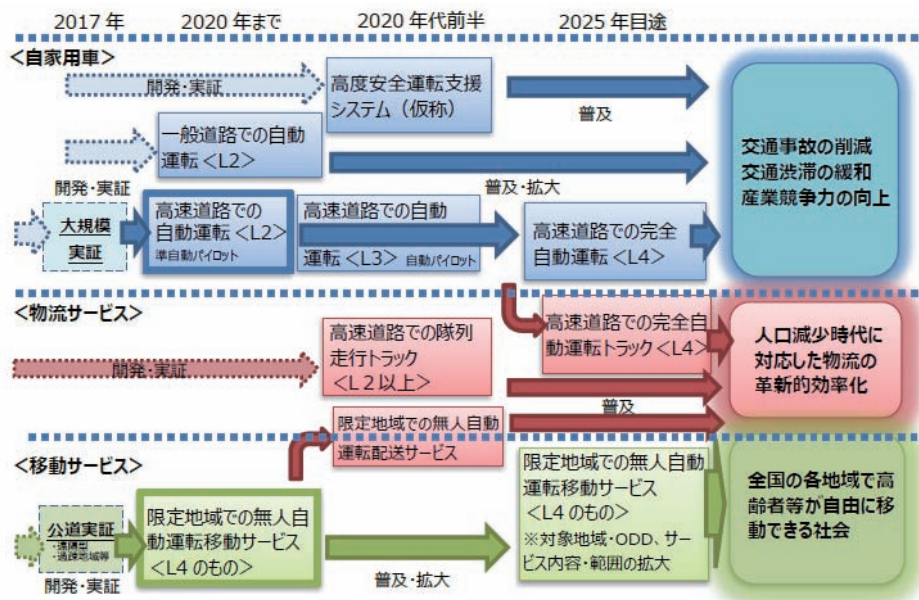 2017年 2020年まで 2020年代前半 2025年目途
<自家用車>
開発・実証
高度安全運転支援
システム（仮称）
普及
一般道路での自動
運転<L2>
開発・実証
普及・拡大
大規模
実証
高速道路での
自動運転<L2>
準自動パイロット
高速道路での自動
運転<L3> 自動パイロット
高速道路での完全
自動運転<L4>
交通事故の削減
交通渋滞の緩和
産業競争力の向上
<物流サービス>
開発・実証
高速道路での隊列
走行トラック
<L2以上>
高速道路での完全自
動運転トラック<L4>
普及
限定地域での無人自動
運転配送サービス
人口減少時代に
対応した物流の
革新的効率化
<移動サービス>
公道実証
・遠隔型
・過疎地域等
開発・実証
限定地域での無人自
動運転移動サービス
<L4のもの>
普及・拡大
限定地域での無人自動
運転移動サービス
<L4のもの>
※対象地域・ODD、サー
ビス内容・範囲の拡大
全国の各地域で高
齢者等が自由に移
動できる社会